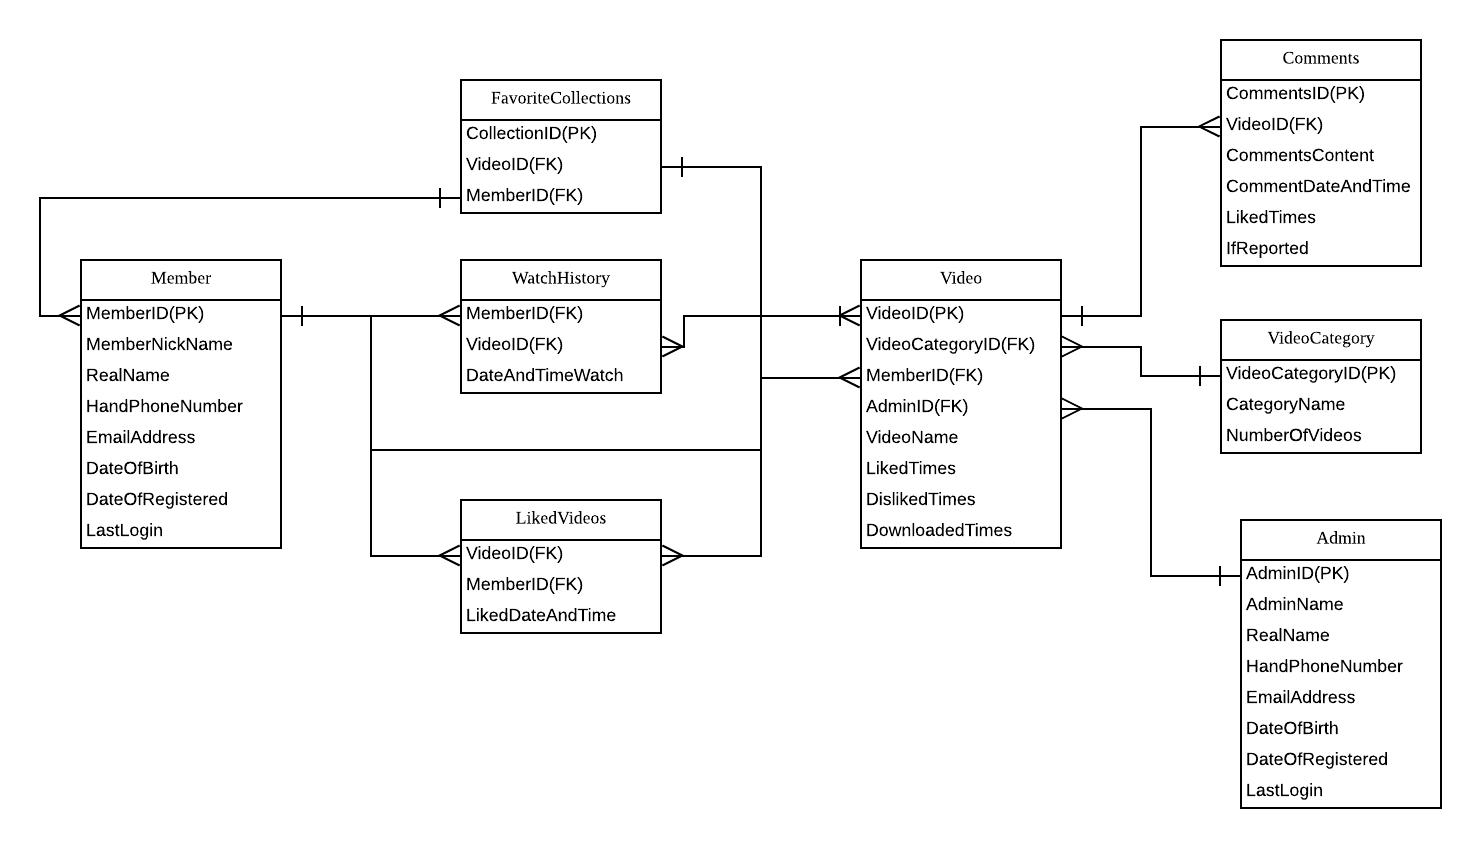 FavoriteCollections
CollectionID(PK)
VideoID(FK)
MemberID(FK)
Member
MemberID(PK)
MemberNickName
RealName
HandPhoneNumber
EmailAddress
DateOfBirth
DateOfRegistered
LastLogin
WatchHistory
MemberID(FK)
VideoID(FK)
DateAndTimeWatch
LikedVideos
VideoID(FK)
MemberID(FK)
LikedDateAndTime
Video
VideoID(PK)
VideoCategoryID(FK)
MemberID(FK)
AdminID(FK)
VideoName
LikedTimes
DislikedTimes
DownloadedTimes
Comments
CommentsID(PK)
VideoID(FK)
CommentsContent
CommentDateAndTime
LikedTimes
IfReported
VideoCategory
VideoCategoryID(PK)
CategoryName
NumberOfVideos
Admin
AdminID(PK)
AdminName
RealName
HandPhoneNumber
EmailAddress
DateOfBirth
DateOfRegistered
LastLogin